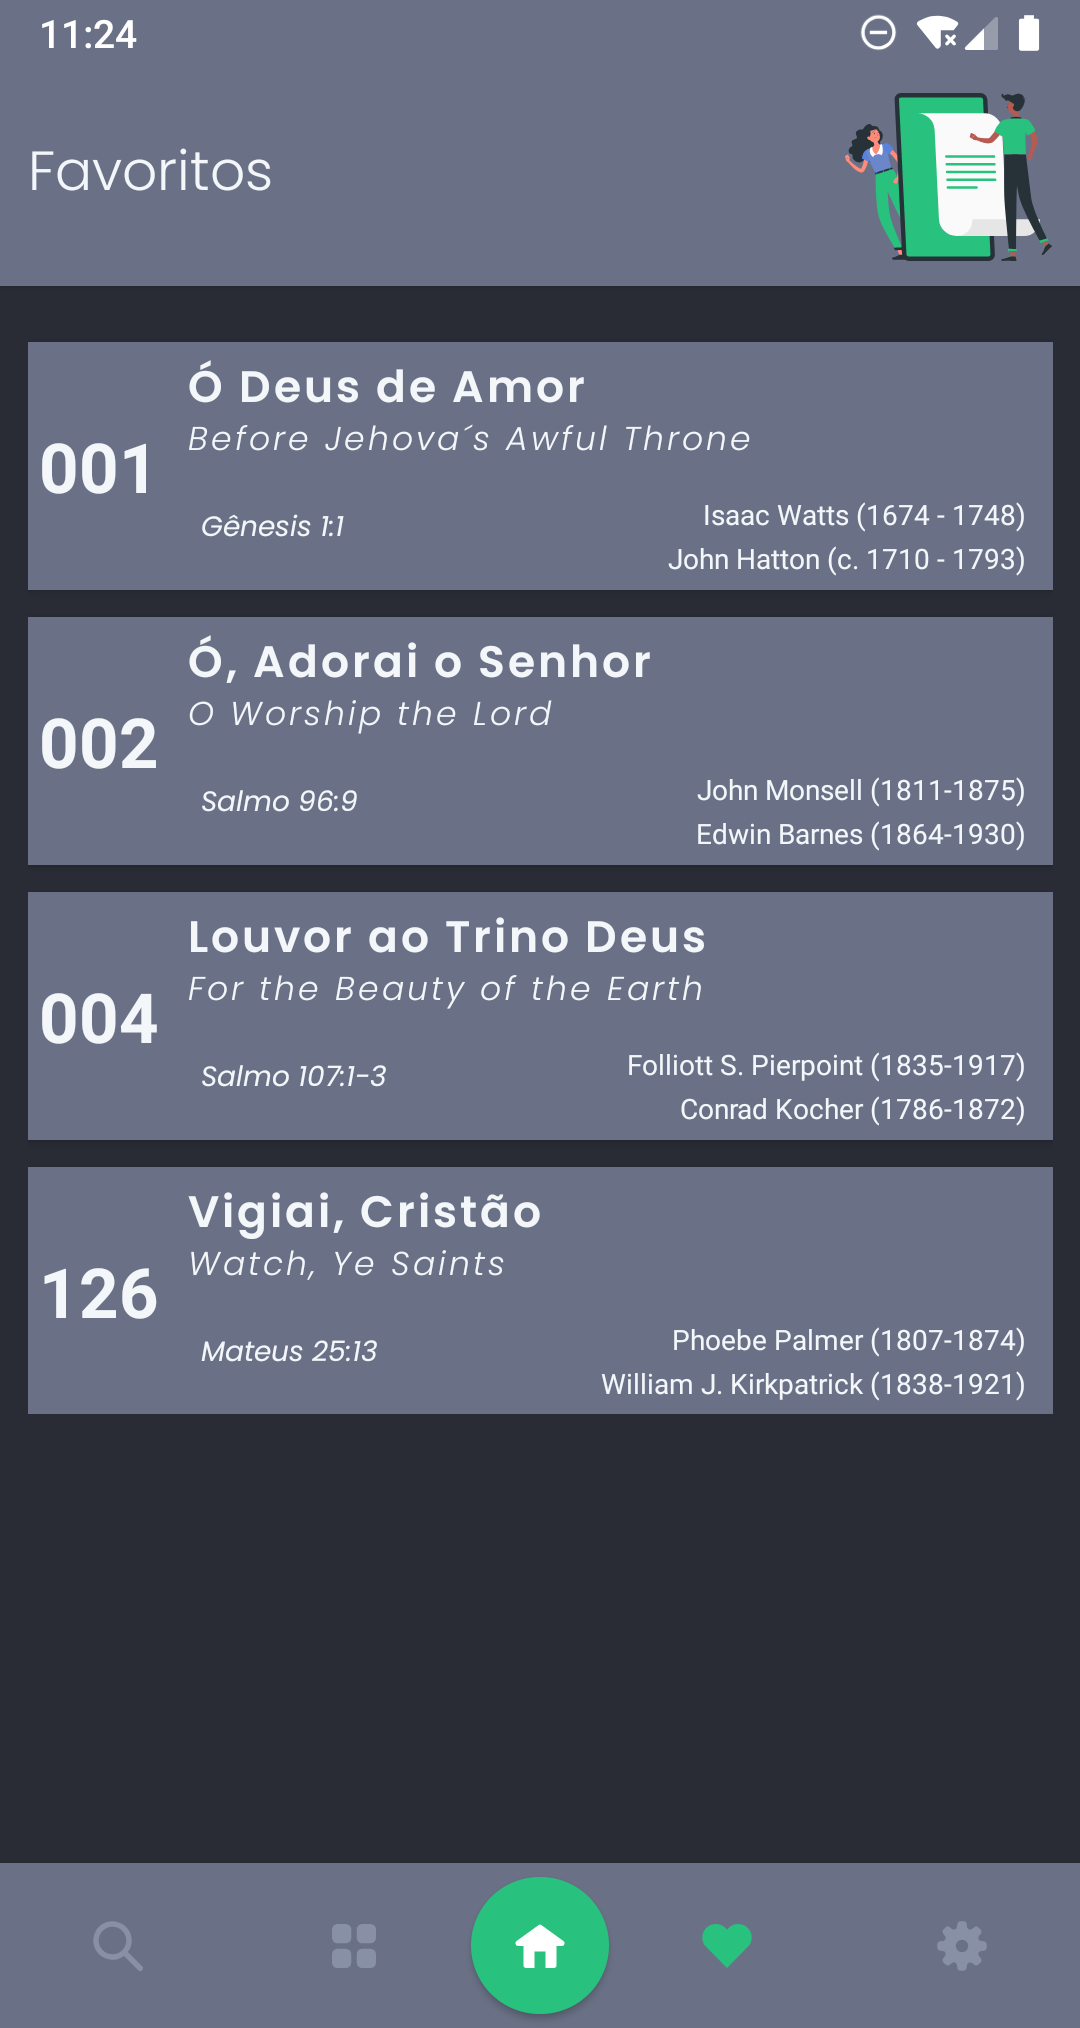 11:24
Favoritos
Ó Deus de Amor
Before Jehova´s Awful Throne
001
Gênesis 1:1
Isaac Watts (1674 - 1748)
John Hatton (c. 1710 - 1793)
Ó, Adorai o Senhor
O Worship the Lord
002
Salmo 96:9
John Monsell (1811-1875)
Edwin Barnes (1864-1930)
Louvor ao Trino Deus
For the Beauty of the Earth
004
Salmo 107:1-3
Folliott S. Pierpoint (1835-1917)
Conrad Kocher (1786-1872)
Vigiai, Cristão
Watch, Ye Saints
126
Mateus 25:13
Phoebe Palmer (1807-1874)
William J. Kirkpatrick (1838-1921)